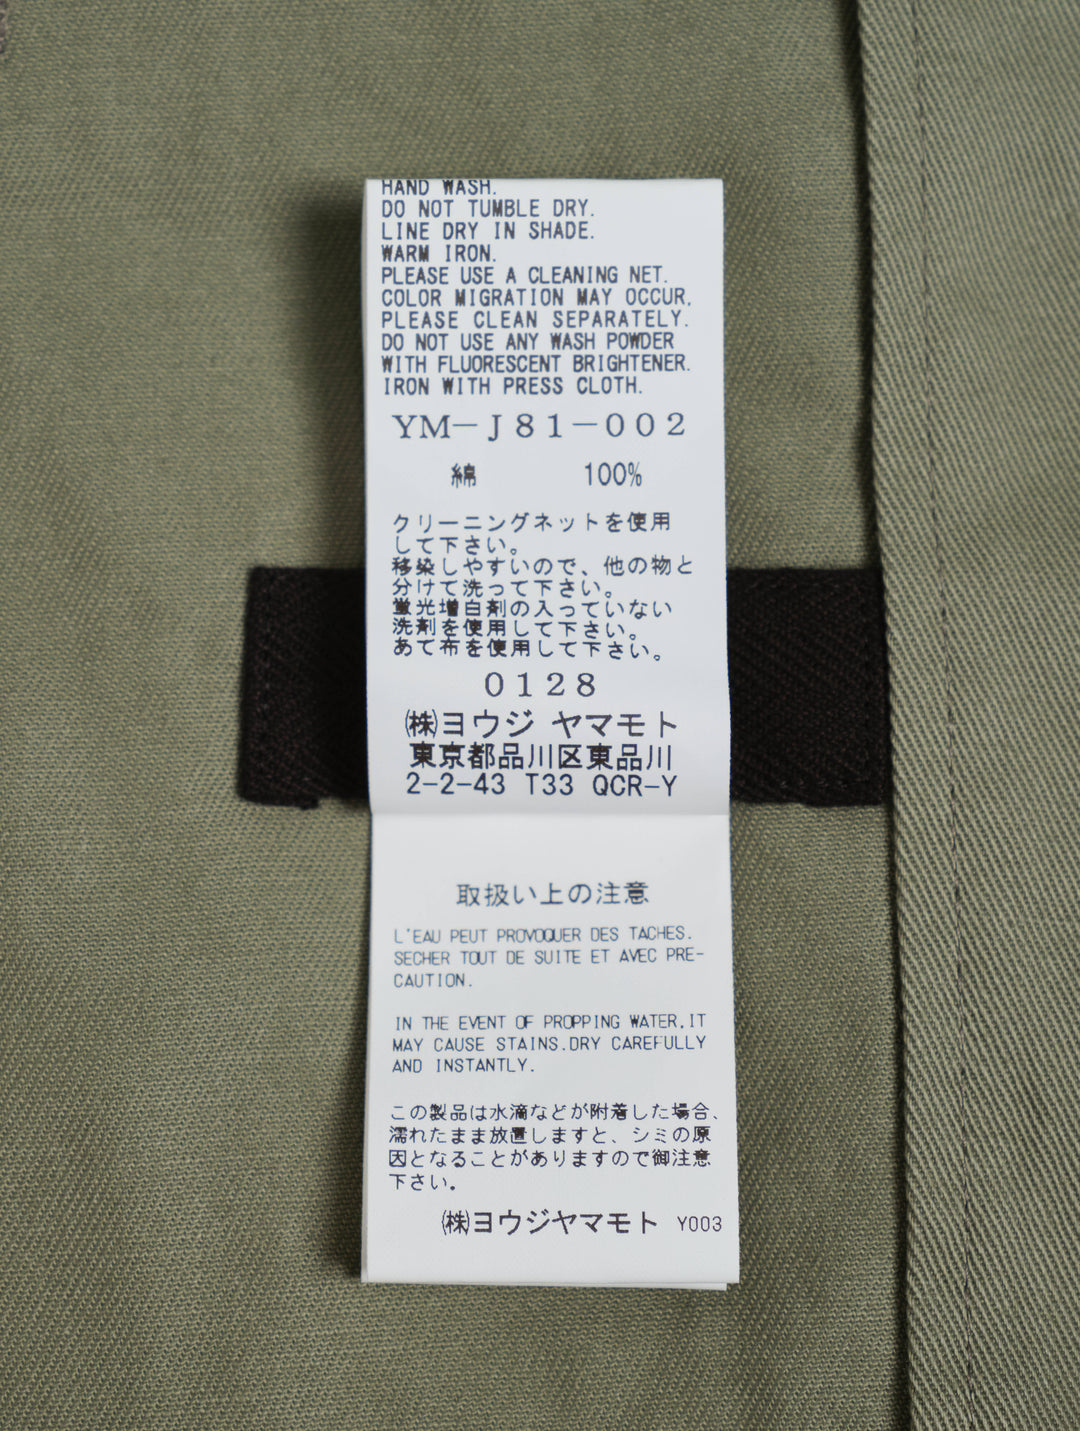 HAND WASH.
DO NOT TUMBLE DRY.
LINE DRY IN SHADE.
WARM IRON.
PLEASE USE A CLEANING NET.
COLOR MIGRATION MAY OCCUR,
PLEASE CLEAN SEPARATELY.
DO NOT USE ANY WASH POWDER
WITH FLUORESCENT BRIGHTENER.
IRON WITH PRESS CLOTH.
YM-J81-002
綿 100%
クリーニングネットを使用
して下さい。
移染しやすいので、他の物と
分けて洗って下さい。
蛍光増白剤の入っていない
洗剤を使用して下さい。
あて布を使用して下さい。
0128
㈱ヨウジ ヤマモト
東京都品川区東品川
2-2-43 T33 QCR-Y
取扱い上の注意
L'EAU PEUT PROVOQUER DES TACHES.
SECHER TOUT DE SUITE ET AVEC PRE-
CAUTION.
IN THE EVENT OF PROPPING WATER,IT
MAY CAUSE STAINS.DRY CAREFULLY
AND INSTANTLY.
この製品は水滴などが附着した場合、
濡れたまま放置しますと、シミの原
因となることがありますので御注意
下さい。
㈱ヨウジヤマモト Y003